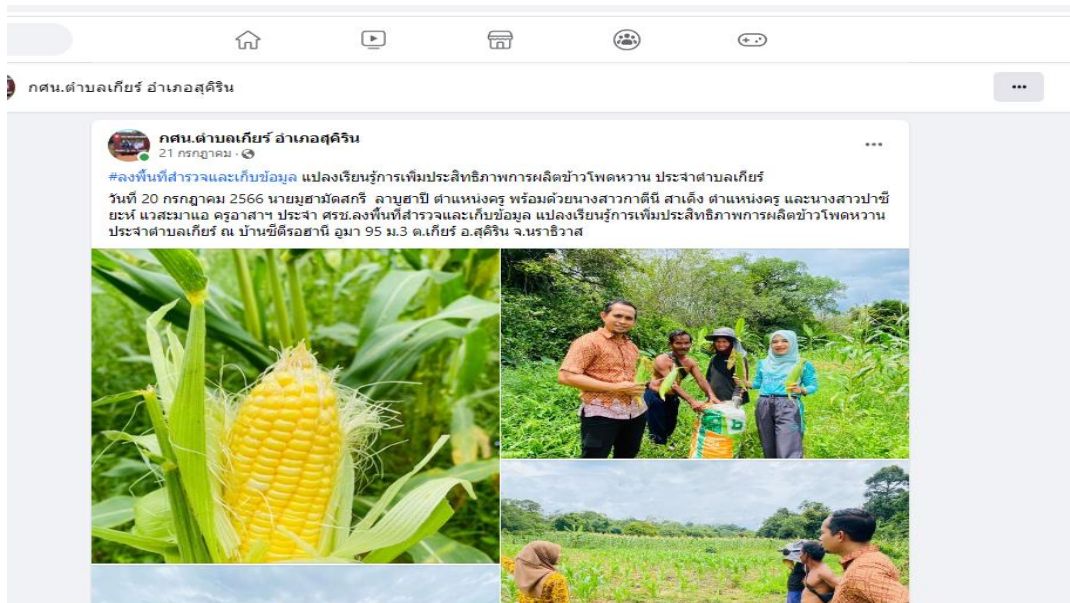 กศน.ตำบลเกียร์ อำเภอสุคิริน
กศน.ตำบลเกียร์ อำเภอสุคิริน
21 กรกฎาคม ·
#ลงพื้นที่สำรวจและเก็บข้อมูล แปลงเรียนรู้การเพิ่มประสิทธิภาพการผลิตข้าวโพดหวาน ประจำตำบลเกียร์
วันที่ 20 กรกฎาคม 2566 นายมูฮามัดสกรี ลาบูฮาปี ตำแหน่งครู พร้อมด้วยนางสาวกาตีนี สาเด็ง ตำแหน่งครู และนางสาวปาซี
ยะห์ แวสะมาแอ ครูอาสาฯ ประจำ ศรช.ลงพื้นที่สำรวจและเก็บข้อมูล แปลงเรียนรู้การเพิ่มประสิทธิภาพการผลิตข้าวโพดหวาน
ประจำตำบลเกียร์ ณ บ้านซีตีรอฮานี อูมา 95 ม.3 ต.เกียร์ อ.สุคิริน จ.นราธิวาส